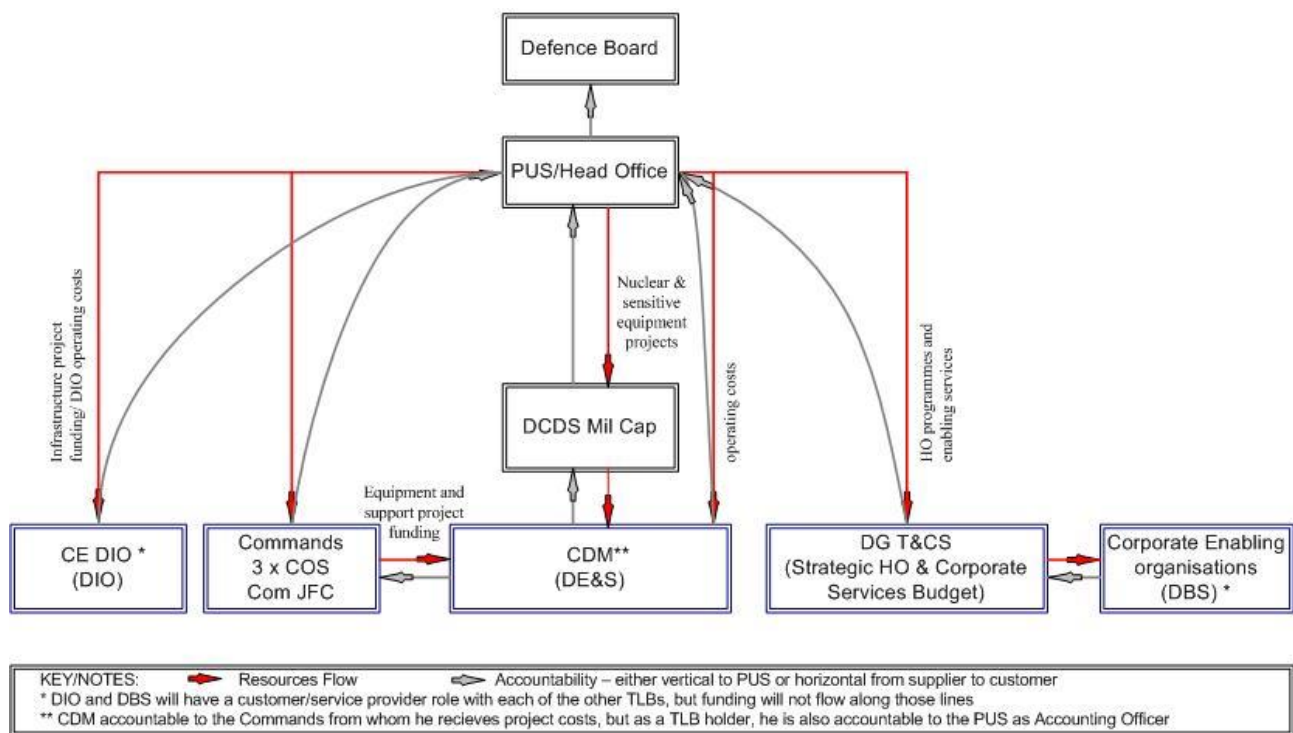 Defence Board
PUS/Head Office
Infrastructure project
funding/ DIO operating costs
Nuclear &
sensitive
equipment
projects
operating costs
HO programmes and
enabling services
DCDS Mil Cap
Equipment and
support project
funding
CE DIO *
(DIO)
Commands
3 x COS
Com JFC
CDM**
(DE&S)
DG T&CS
(Strategic HO & Corporate
Services Budget)
Corporate Enabling
organisations
(DBS) *
KEY/NOTES: Resources Flow Accountability – either vertical to PUS or horizontal from supplier to customer
* DIO and DBS will have a customer/service provider role with each of the other TLBs, but funding will not flow along those lines
** CDM accountable to the Commands from whom he recieves project costs, but as a TLB holder, he is also accountable to the PUS as Accounting Officer